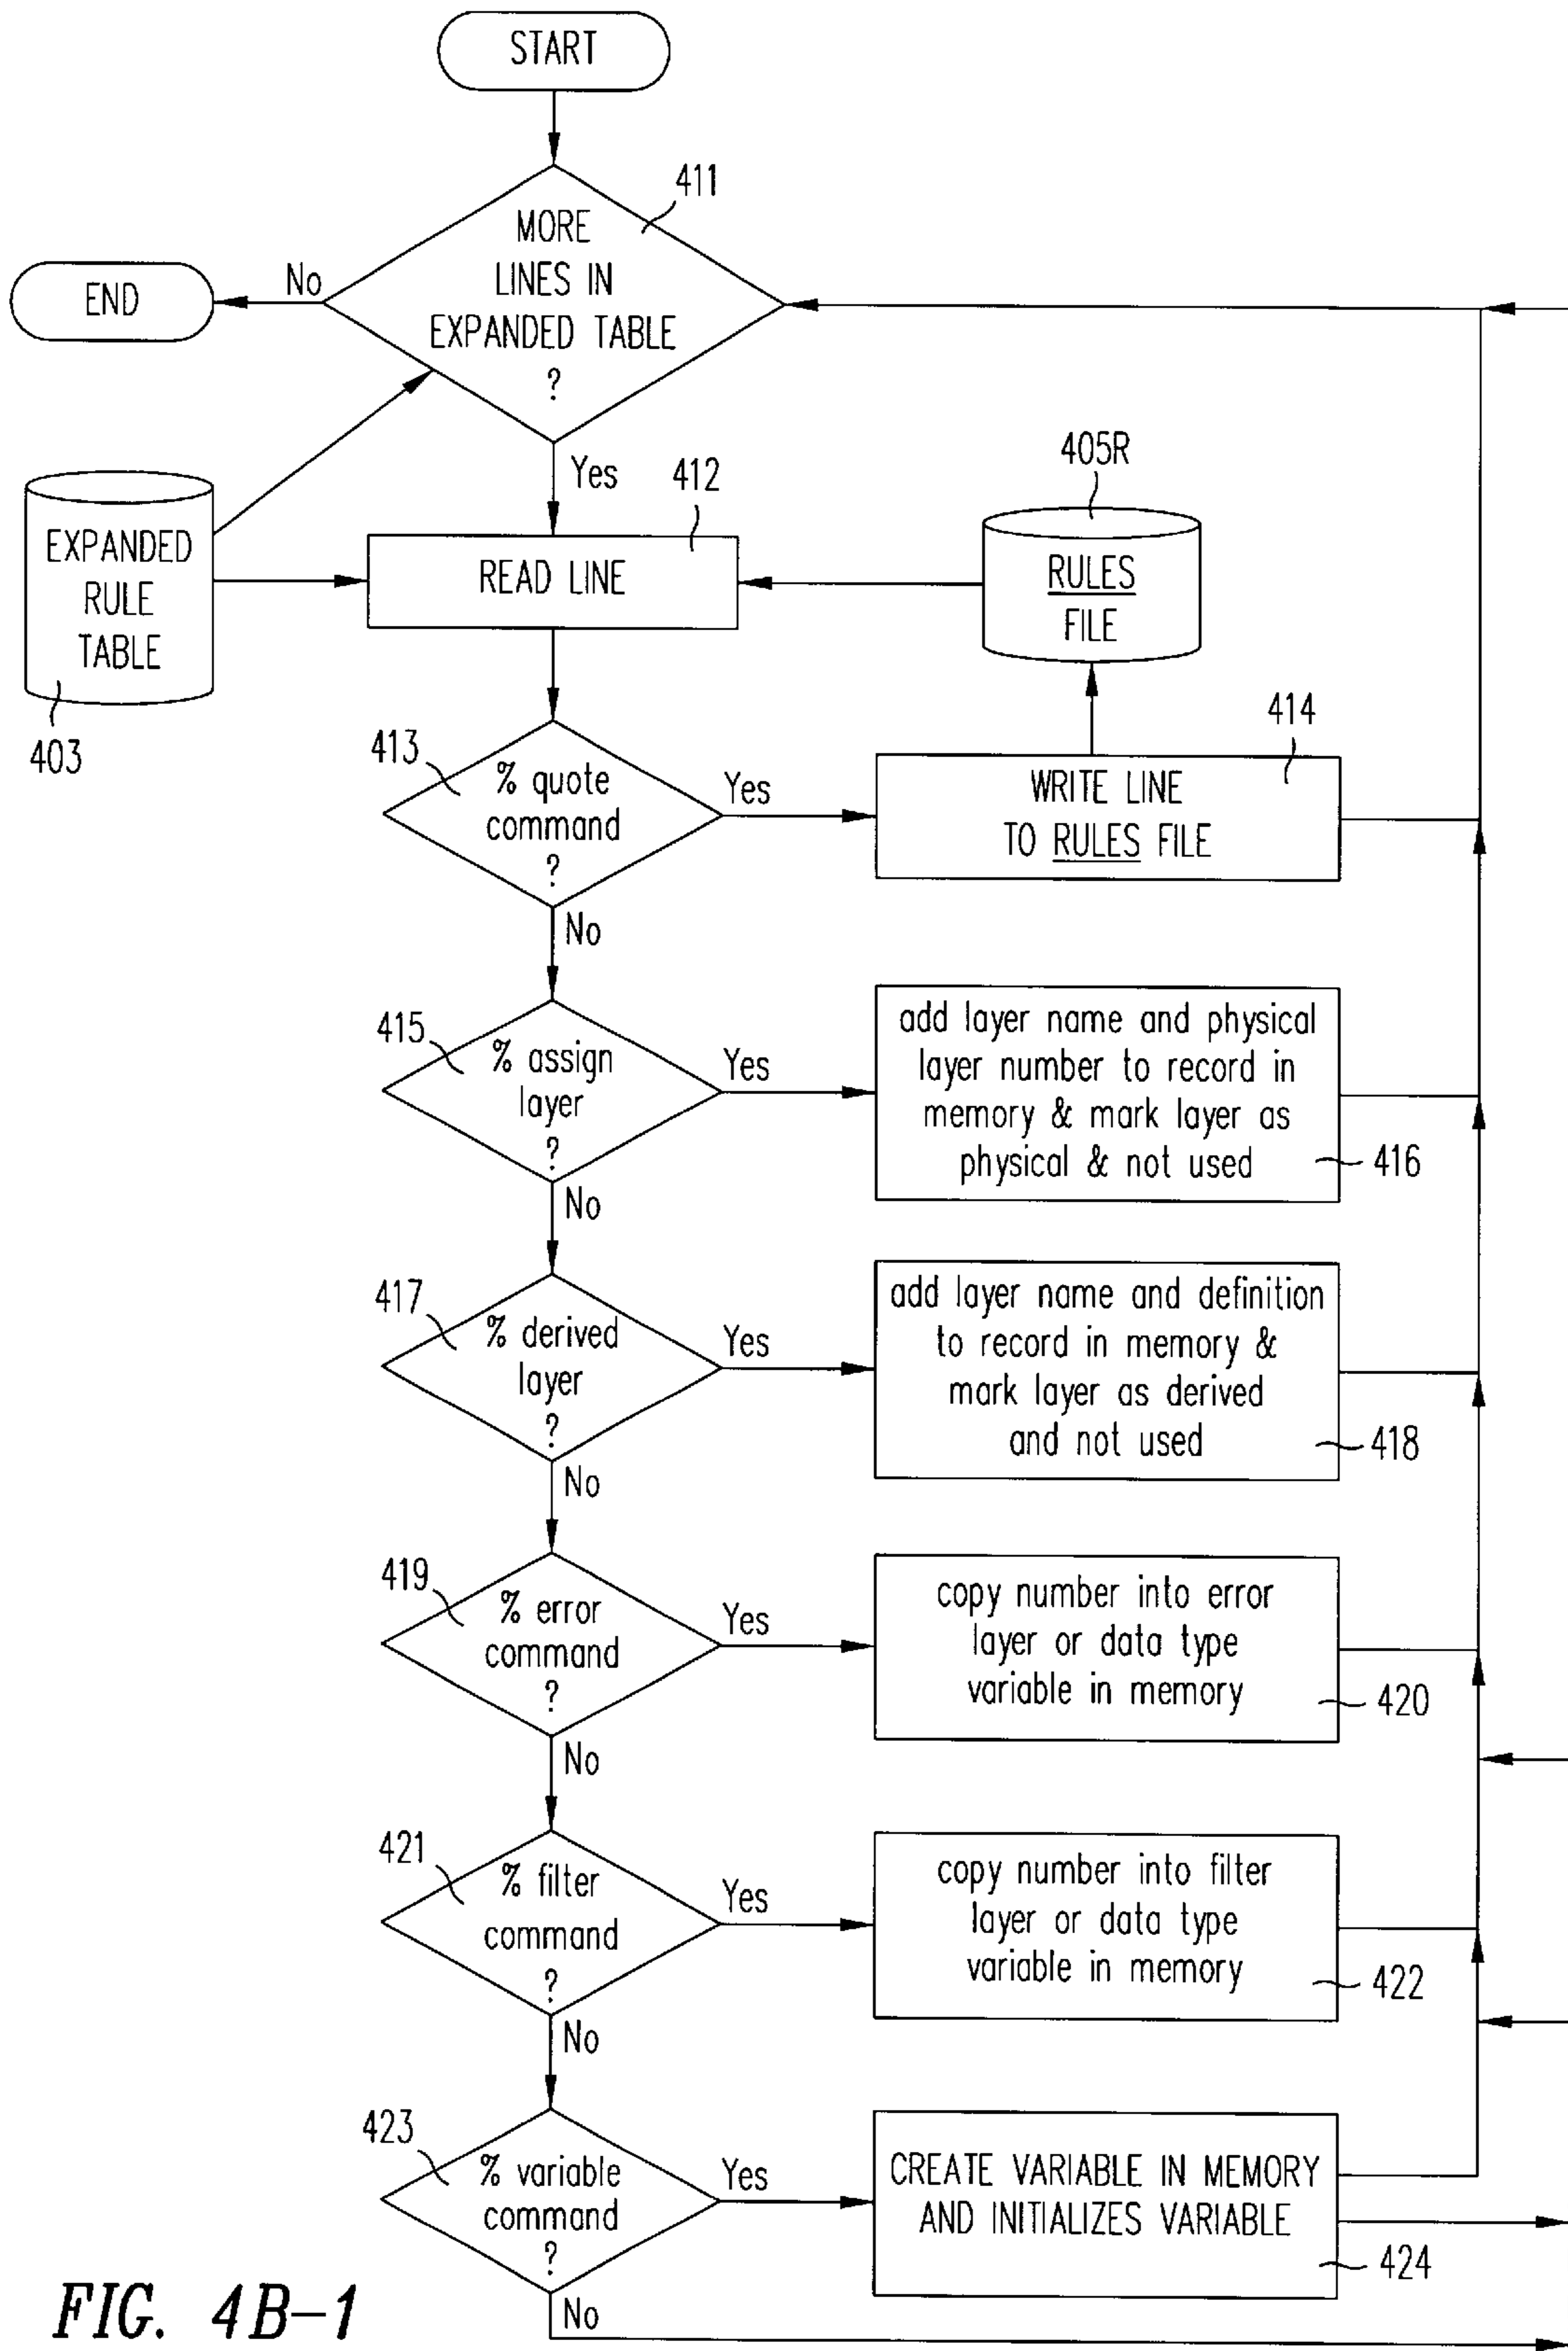 START
411
MORE
LINES IN
EXPANDED TABLE
?
No
END
Yes
412
405R
EXPANDED
RULE
TABLE
READ LINE
RULES
FILE
403
413
% quote
command
?
Yes
414
WRITE LINE
TO RULES FILE
No
415
% assign
layer
?
Yes
add layer name and physical
layer number to record in
memory & mark layer as
physical & not used
416
No
417
% derived
layer
?
Yes
add layer name and definition
to record in memory &
mark layer as derived
and not used
418
No
419
% error
command
?
Yes
copy number into error
layer or data type
variable in memory
420
No
421
% filter
command
?
Yes
copy number into filter
layer or data type
variable in memory
422
No
423
% variable
command
?
Yes
CREATE VARIABLE IN MEMORY
AND INITIALIZES VARIABLE
424
No
FIG. 4B-1